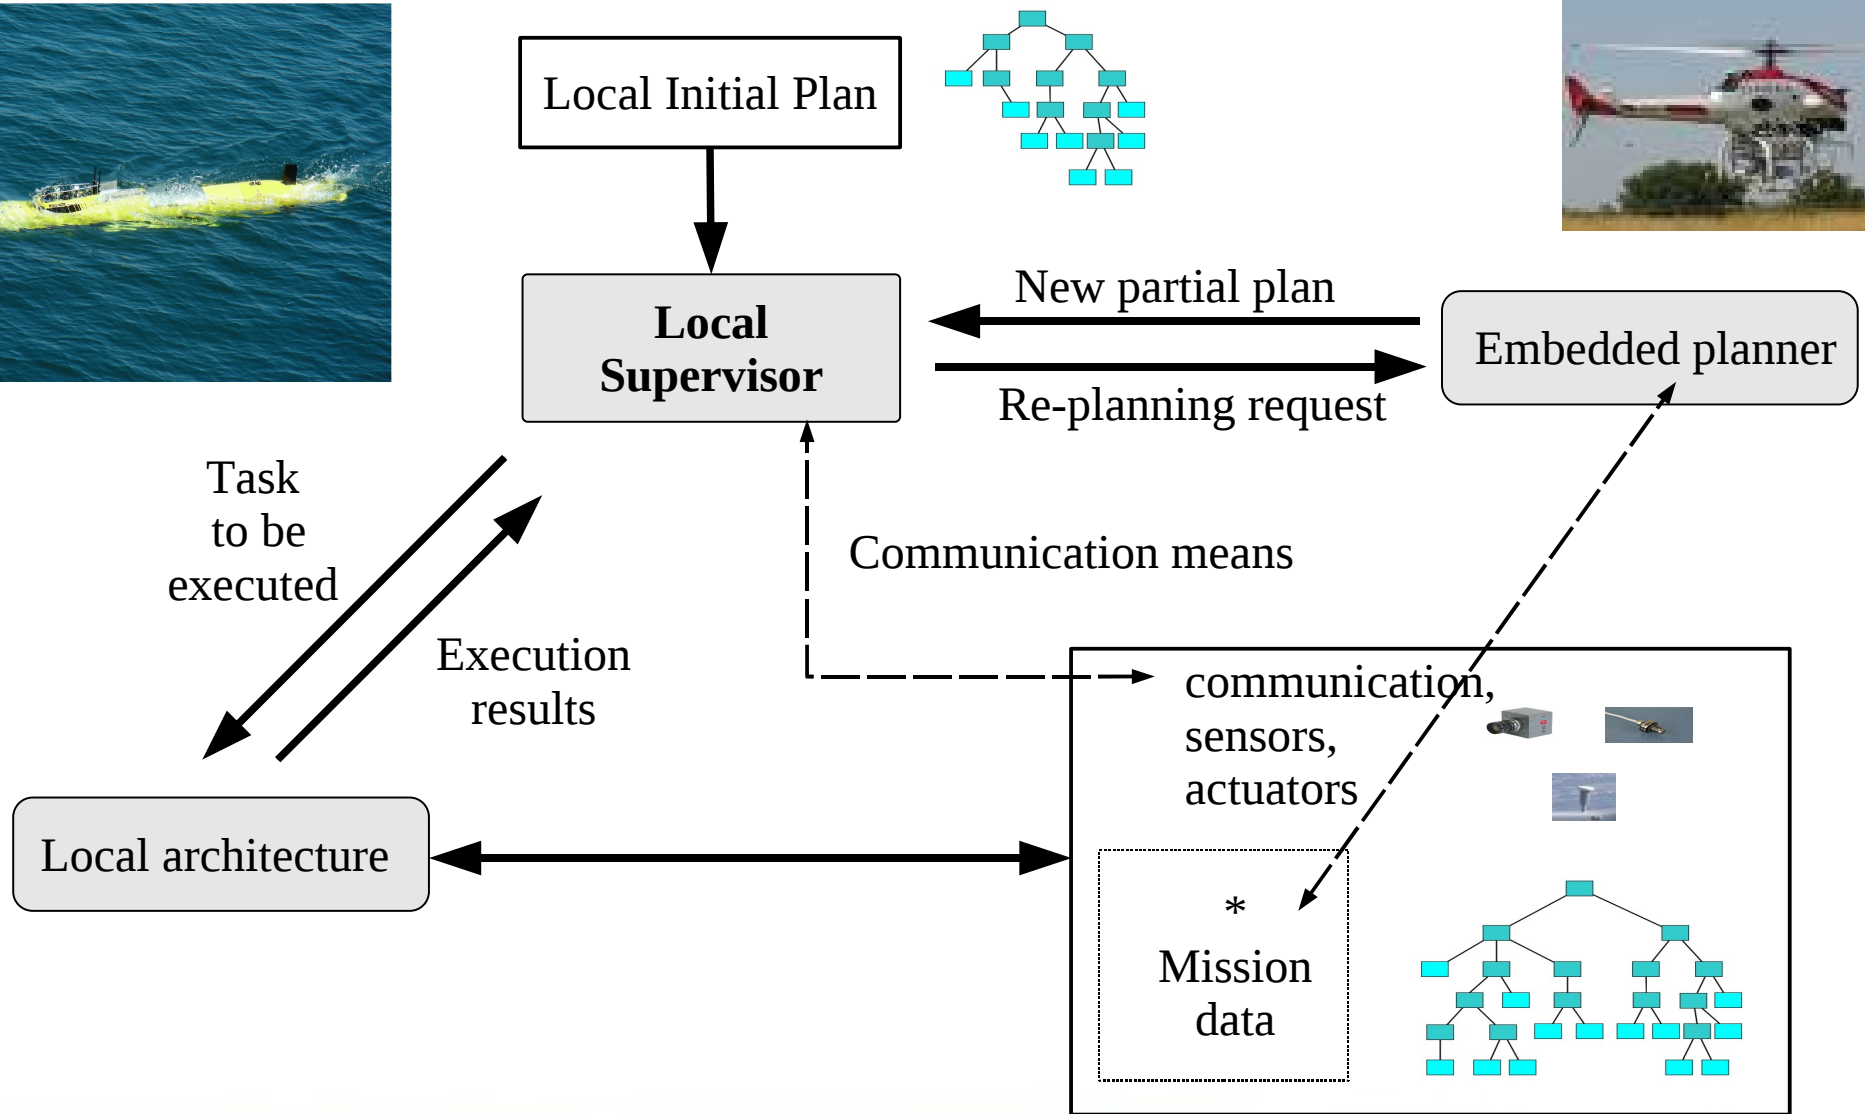 Local Initial Plan
New partial plan
Local
Supervisor
Embedded planner
Re-planning request
Task
to be
executed
Communication means
Execution
results
communication,
sensors,
actuators
Local architecture
*
Mission
data